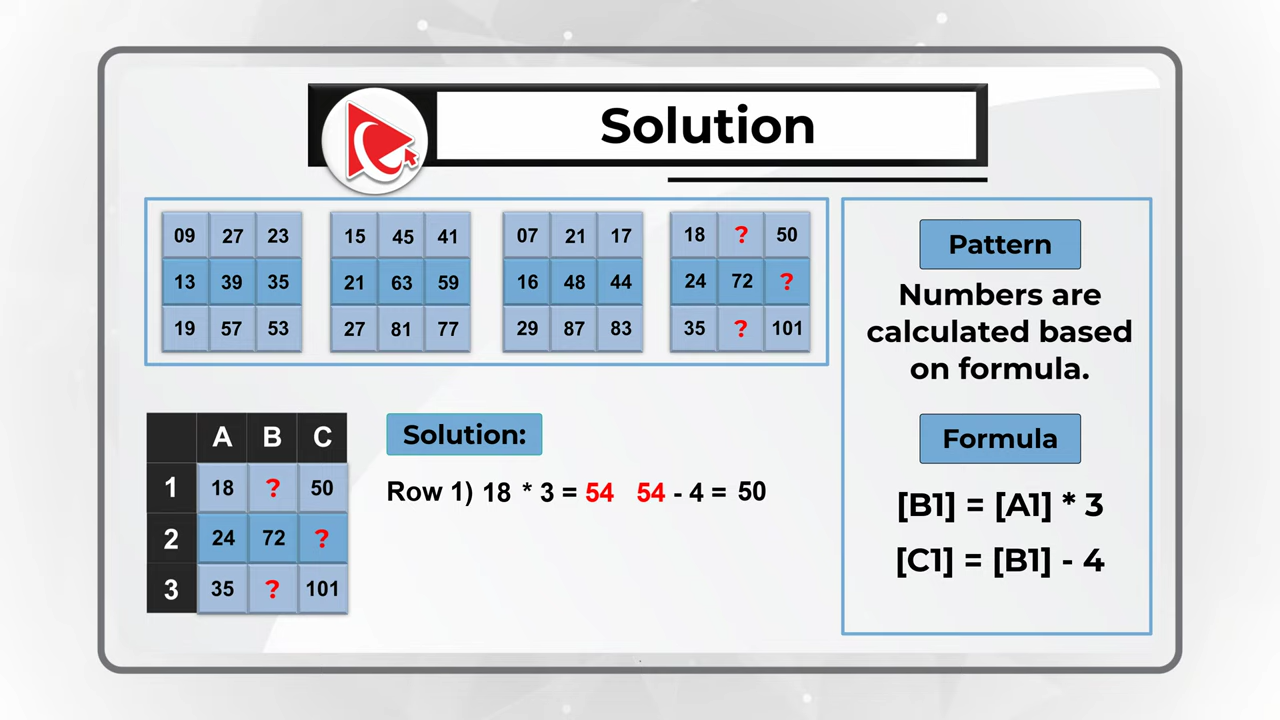 Solution
09 27 23 15 45 41 07 21 17 18 ? 50
13 39 35 21 63 59 16 48 44 24 72 ?
19 57 53 27 81 77 29 87 83 35 ? 101
Pattern
Numbers are
calculated based
on formula.
Formula
[B1] = [A1] * 3
[C1] = [B1] - 4
A B C
1 18 ? 50
2 24 72 ?
3 35 ? 101
Solution:
Row 1) 18 * 3 = 54 54 - 4 = 50